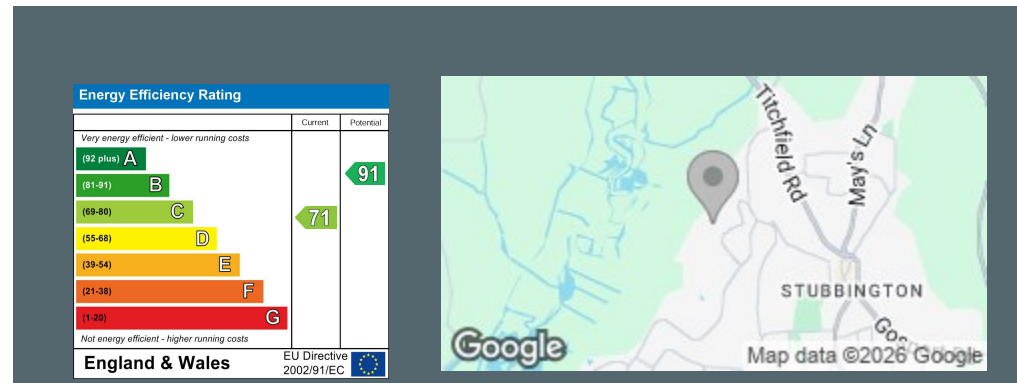 Energy Efficiency Rating
Current Potential
Very energy efficient - lower running costs
(92 plus) A
(81-91) B
91
(69-80) C
71
(55-68) D
(39-54) E
(21-38) F
(1-20) G
Not energy efficient - higher running costs
England & Wales
EU Directive
2002/91/EC
Titchfield Rd
May's Ln
STUBBINGTON
Google
Map data ©2026 Google